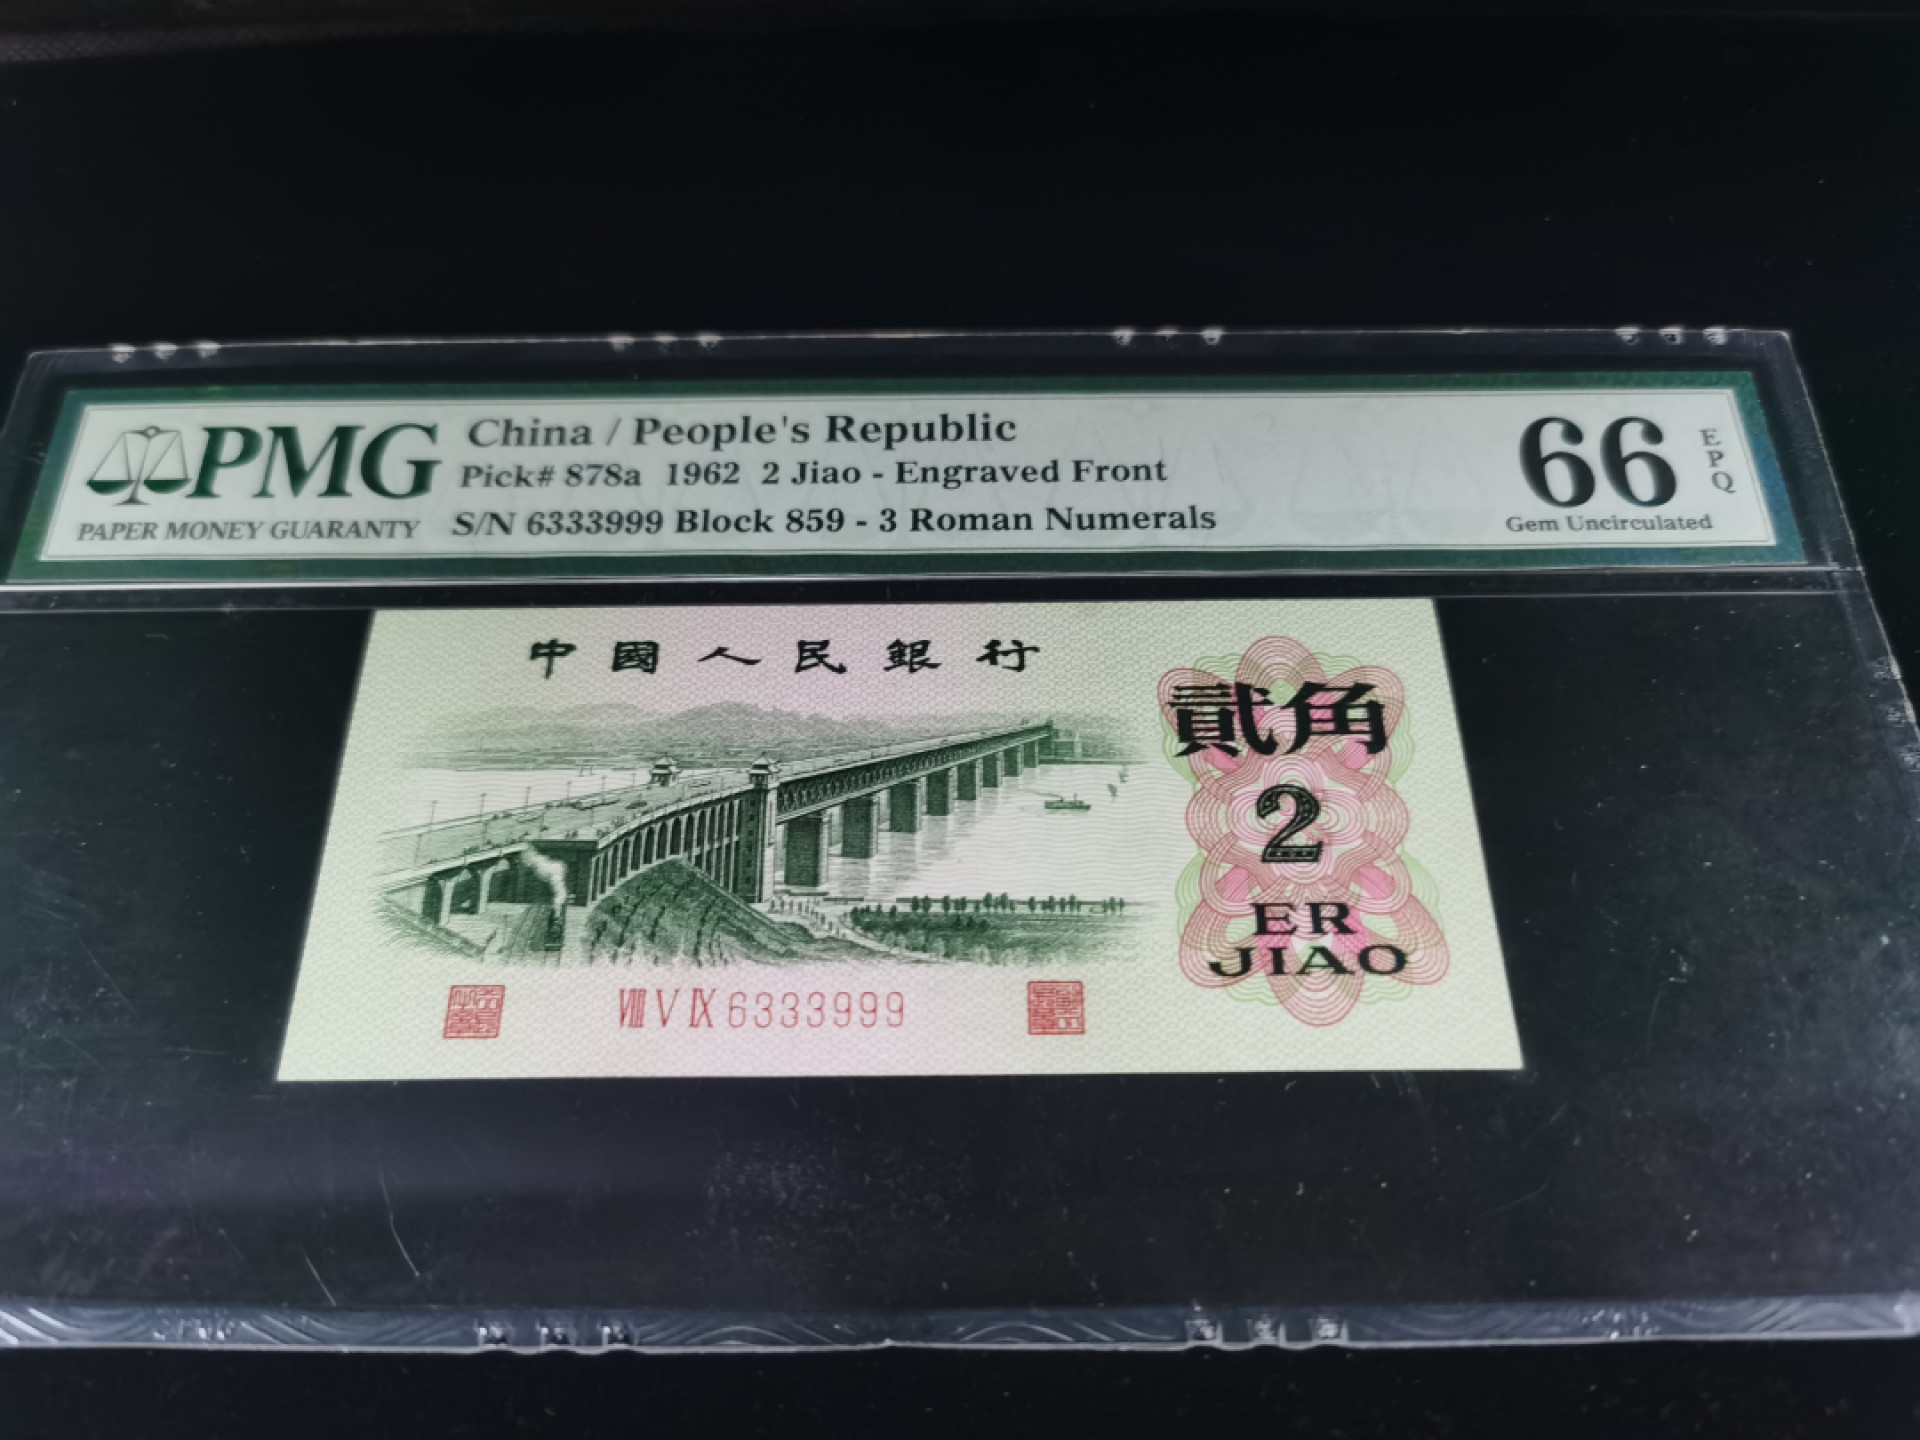 PMG
PAPER MONEY GUARANTY
China / People's Republic
Pick# 878a 1962 2 Jiao - Engraved Front
S/N 6333999 Block 859 - 3 Roman Numerals
66
EPQ
Gem Uncirculated
中國人民銀行
貳角
2
ER
JIAO
VIII V IX 6333999